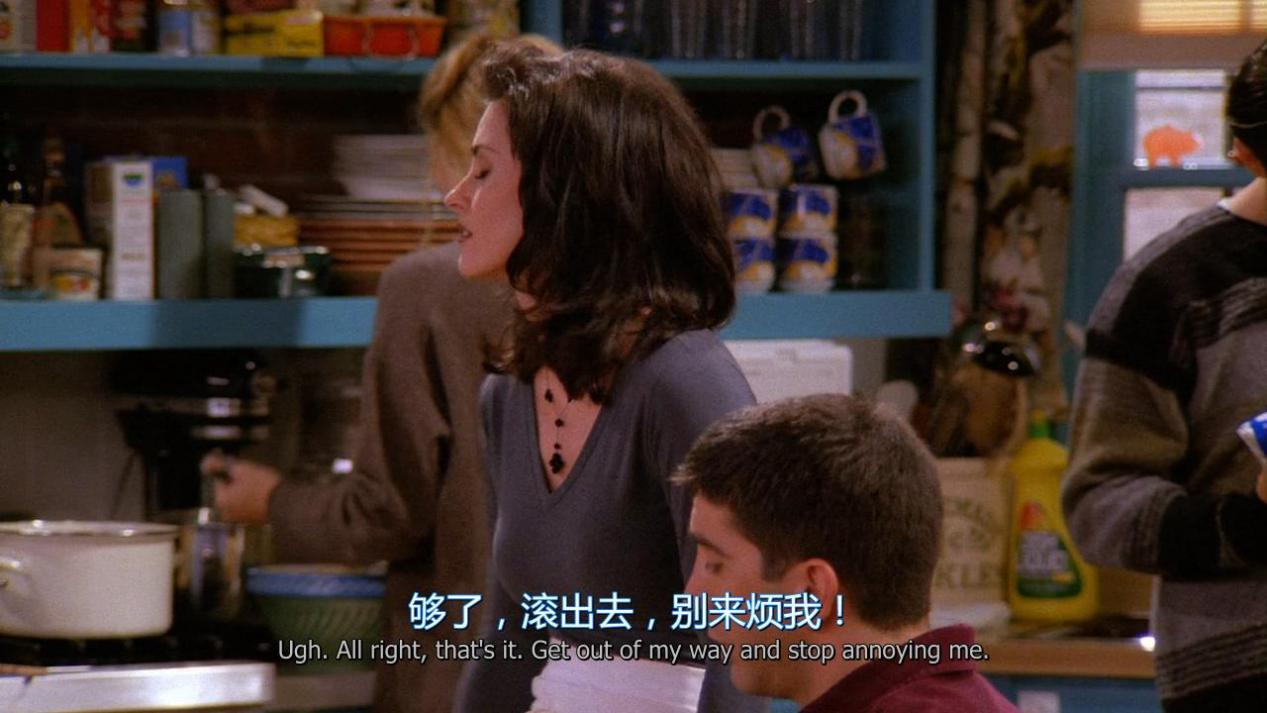 够了，滚出去，别来烦我！
Ugh. All right, that's it. Get out of my way and stop annoying me.